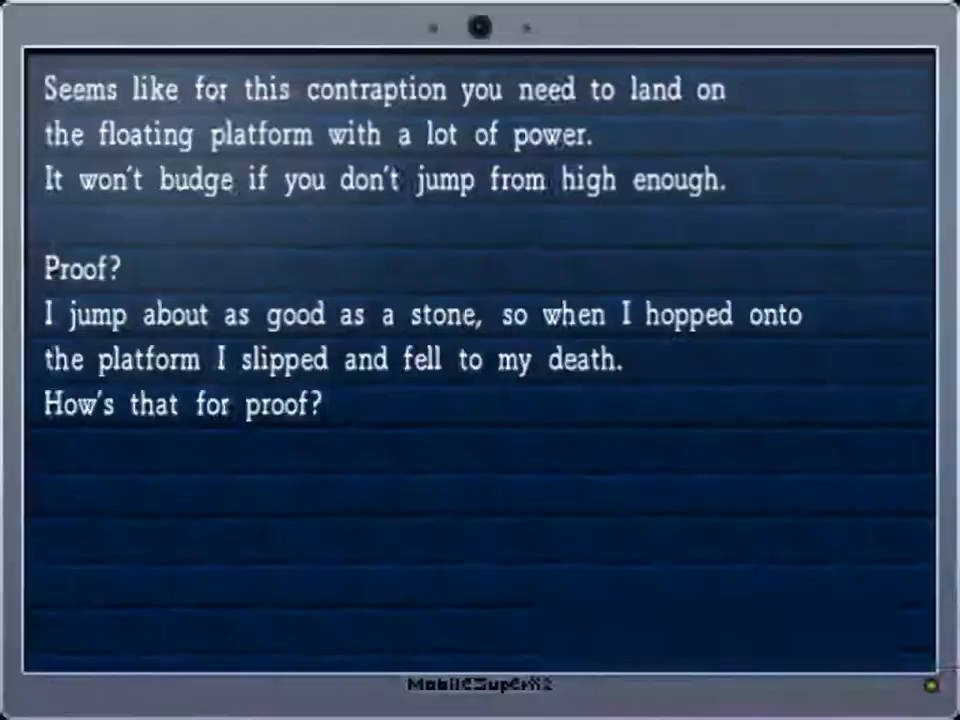 Seems like for this contraption you need to land on
the floating platform with a lot of power.
It won't budge if you don't jump from high enough.
Proof?
I jump about as good as a stone, so when I hopped onto
the platform I slipped and fell to my death.
How's that for proof?